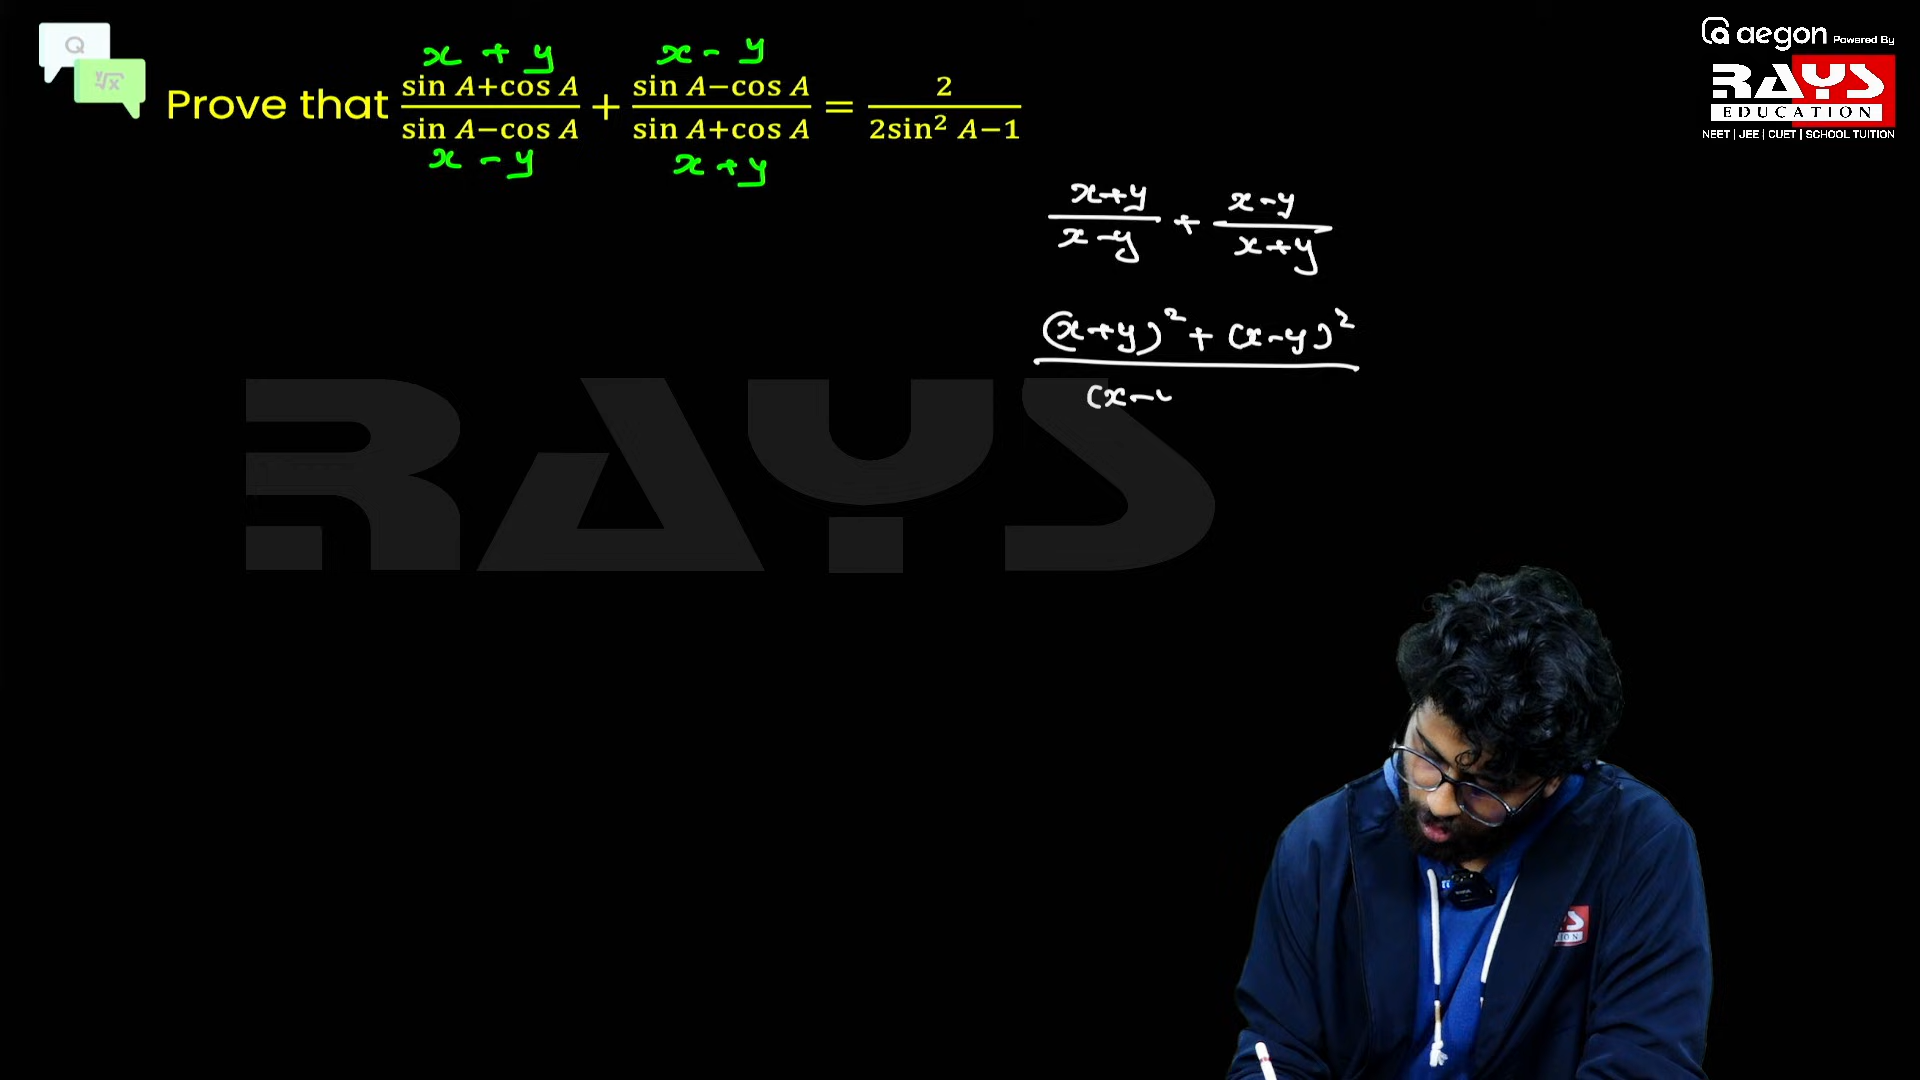 Q
√x
aegon Powered By
RAYS
EDUCATION
NEET | JEE | CUET | SCHOOL TUITION
x + y x - y
Prove that (sin A+cos A)/(sin A−cos A) + (sin A−cos A)/(sin A+cos A) = 2/(2sin² A−1)
x - y x + y
(x+y)/(x-y) + (x-y)/(x+y)
(x+y)² + (x-y)²
(x-
RAYS